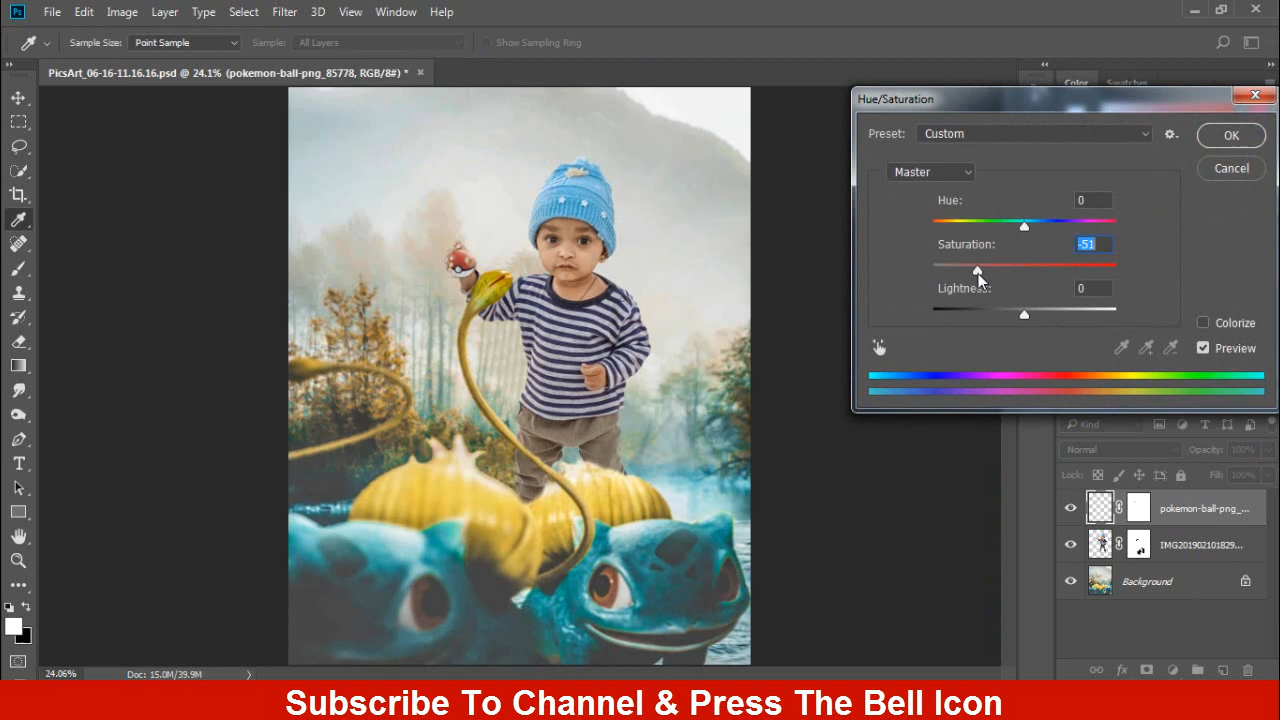 Ps File Edit Image Layer Type Select Filter 3D View Window Help
Sample Size: Point Sample Sample: All Layers Show Sampling Ring
PicsArt_06-16-11.16.16.psd @ 24.1% (pokemon-ball-png_85778, RGB/8#) * ×
Color Swatches
Hue/Saturation
Preset: Custom OK
Master Cancel
Hue: 0
Saturation: -51
Lightness: 0
Colorize
Preview
Kind
Normal Opacity: 100%
Lock: Fill: 100%
pokemon-ball-png_...
IMG201902101829...
Background
24.06% Doc: 15.0M/39.9M
Subscribe To Channel & Press The Bell Icon